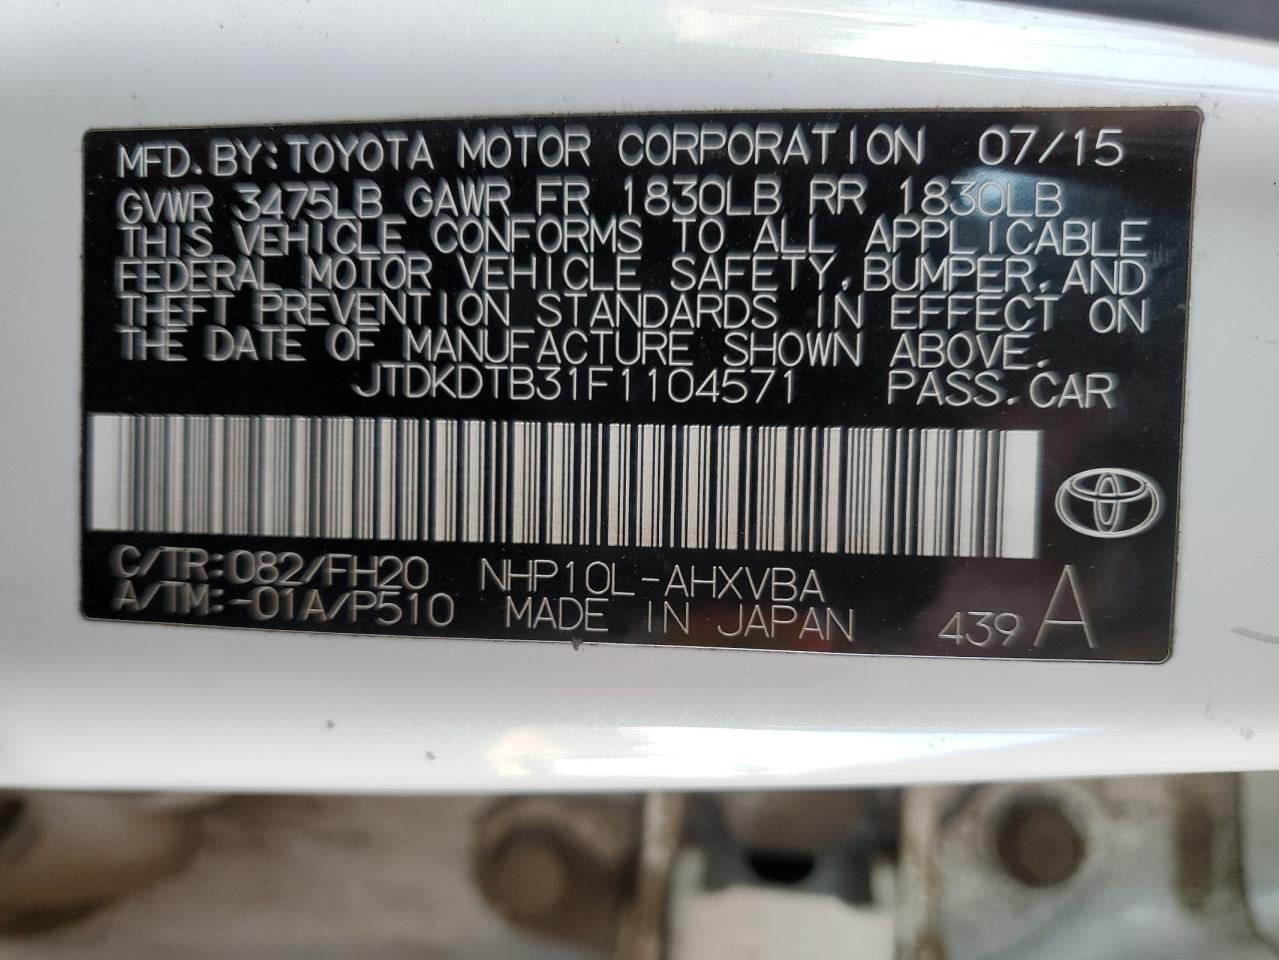 MFD.BY:TOYOTA MOTOR CORPORATION 07/15
GVWR 3475LB GAWR FR 1830LB RR 1830LB
THIS VEHICLE CONFORMS TO ALL APPLICABLE
FEDERAL MOTOR VEHICLE SAFETY,BUMPER,AND
THEFT PREVENTION STANDARDS IN EFFECT ON
THE DATE OF MANUFACTURE SHOWN ABOVE.
JTDKDTB31F1104571 PASS.CAR
C/TR:082/FH20 NHP10L-AHXVBA
A/TM:-01A/P510 MADE IN JAPAN 439 A